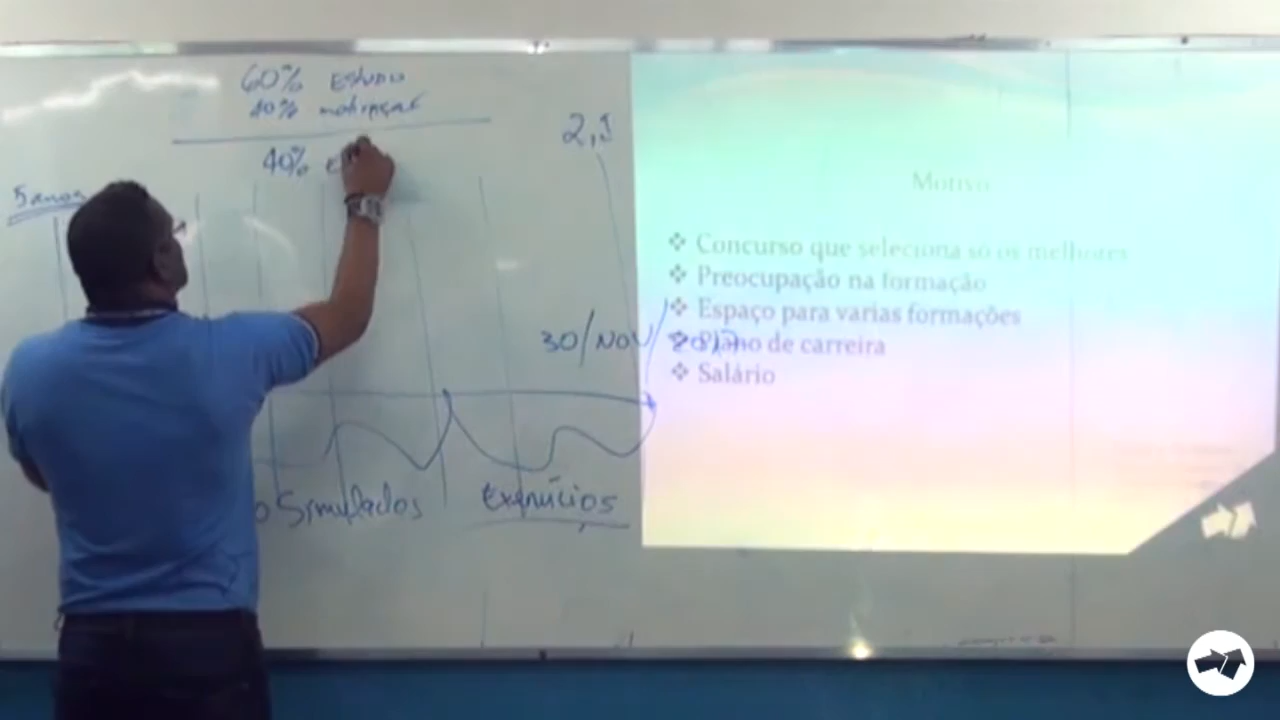 60% ESTUDO
40% motivação
40% E
5 anos
2,5
30/NOV/2017
Simulados
Exercícios
Motivo
❖ Concurso que seleciona só os melhores
❖ Preocupação na formação
❖ Espaço para varias formações
❖ Plano de carreira
❖ Salário